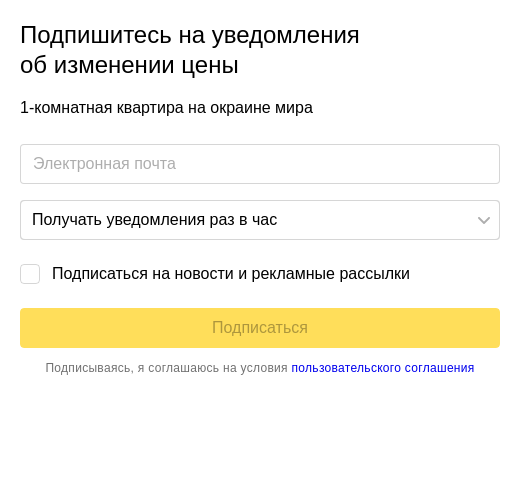 Подпишитесь на уведомления
об изменении цены
1-комнатная квартира на окраине мира
Электронная почта
Получать уведомления раз в час
Подписаться на новости и рекламные рассылки
Подписаться
Подписываясь, я соглашаюсь на условия пользовательского соглашения